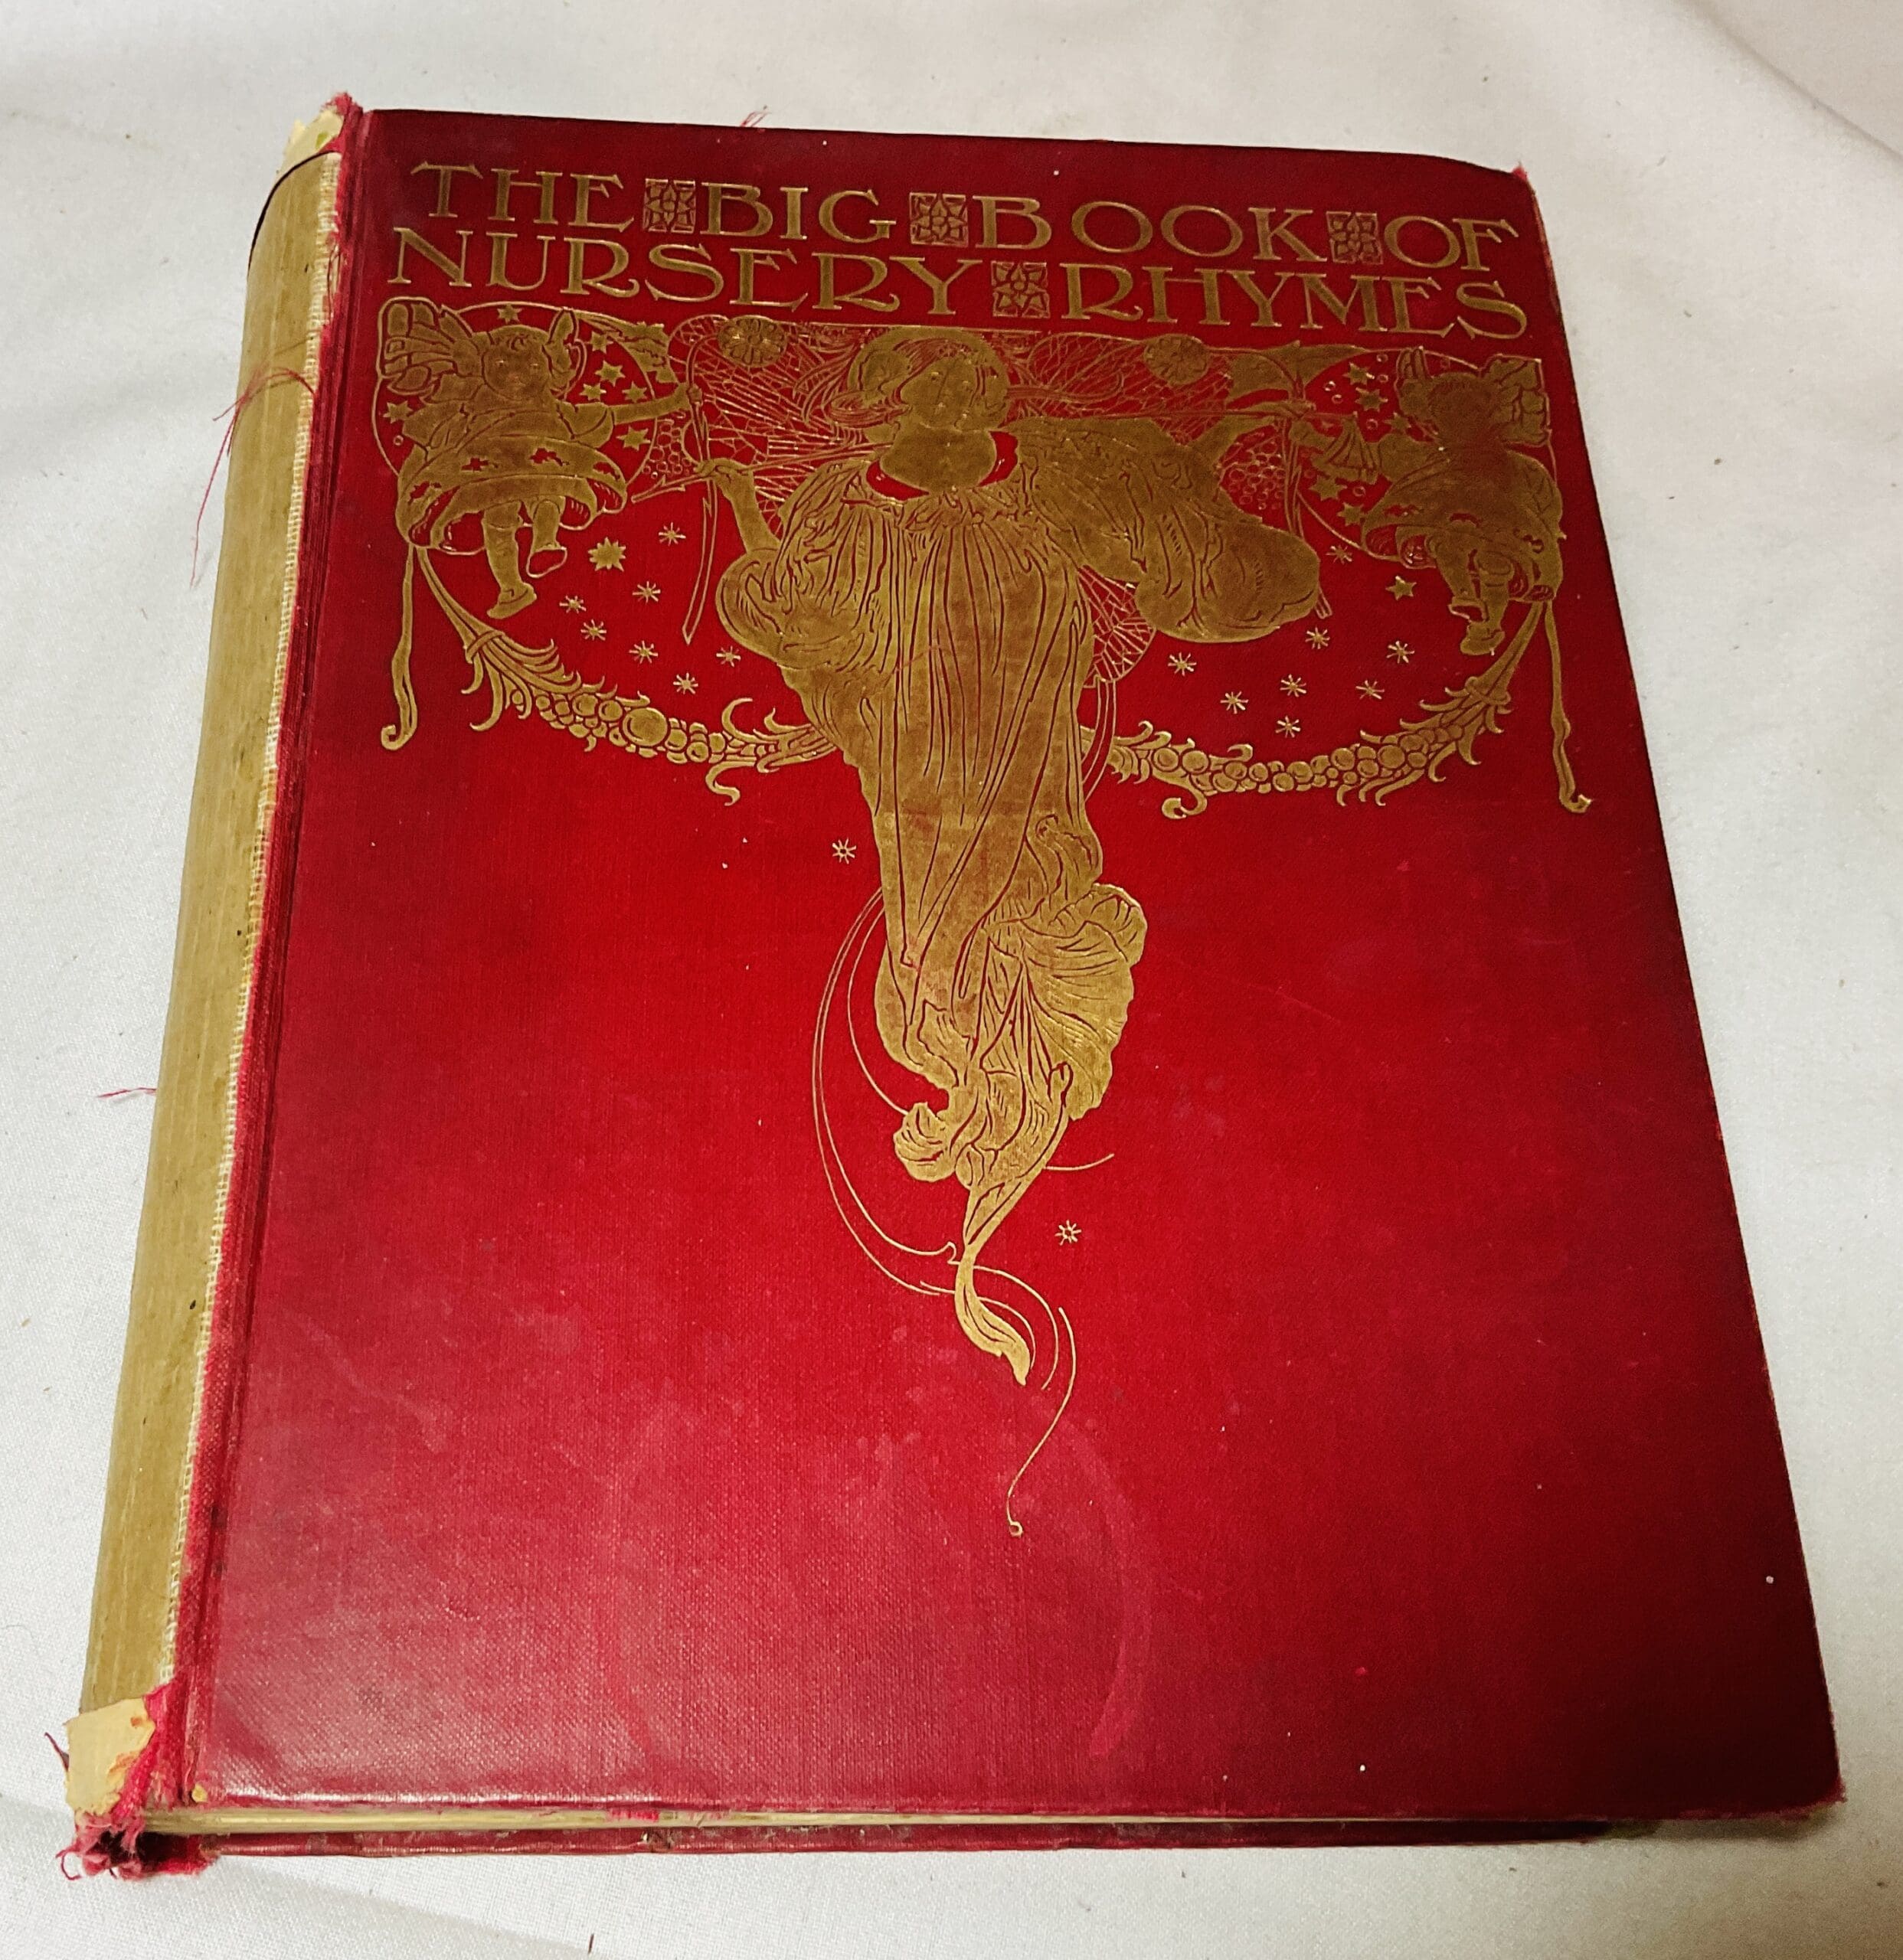 THE BIG BOOK OF
NURSERY RHYMES